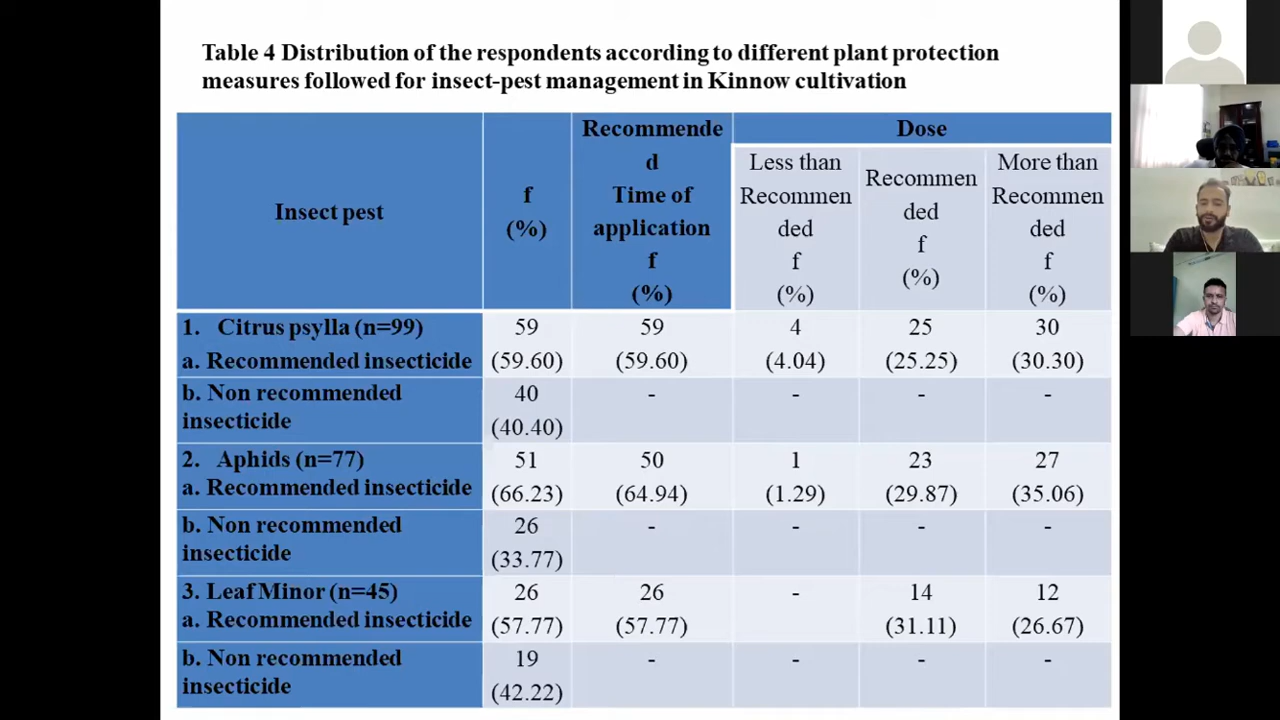 Table 4 Distribution of the respondents according to different plant protection
measures followed for insect-pest management in Kinnow cultivation
Insect pest
f
(%)
Recommende
d
Time of
application
f
(%)
Dose
Less than
Recommen
ded
f
(%)
Recommen
ded
f
(%)
More than
Recommen
ded
f
(%)
1. Citrus psylla (n=99)
a. Recommended insecticide
59
(59.60)
59
(59.60)
4
(4.04)
25
(25.25)
30
(30.30)
b. Non recommended
insecticide
40
(40.40)
-
-
-
-
2. Aphids (n=77)
a. Recommended insecticide
51
(66.23)
50
(64.94)
1
(1.29)
23
(29.87)
27
(35.06)
b. Non recommended
insecticide
26
(33.77)
-
-
-
-
3. Leaf Minor (n=45)
a. Recommended insecticide
26
(57.77)
26
(57.77)
-
14
(31.11)
12
(26.67)
b. Non recommended
insecticide
19
(42.22)
-
-
-
-